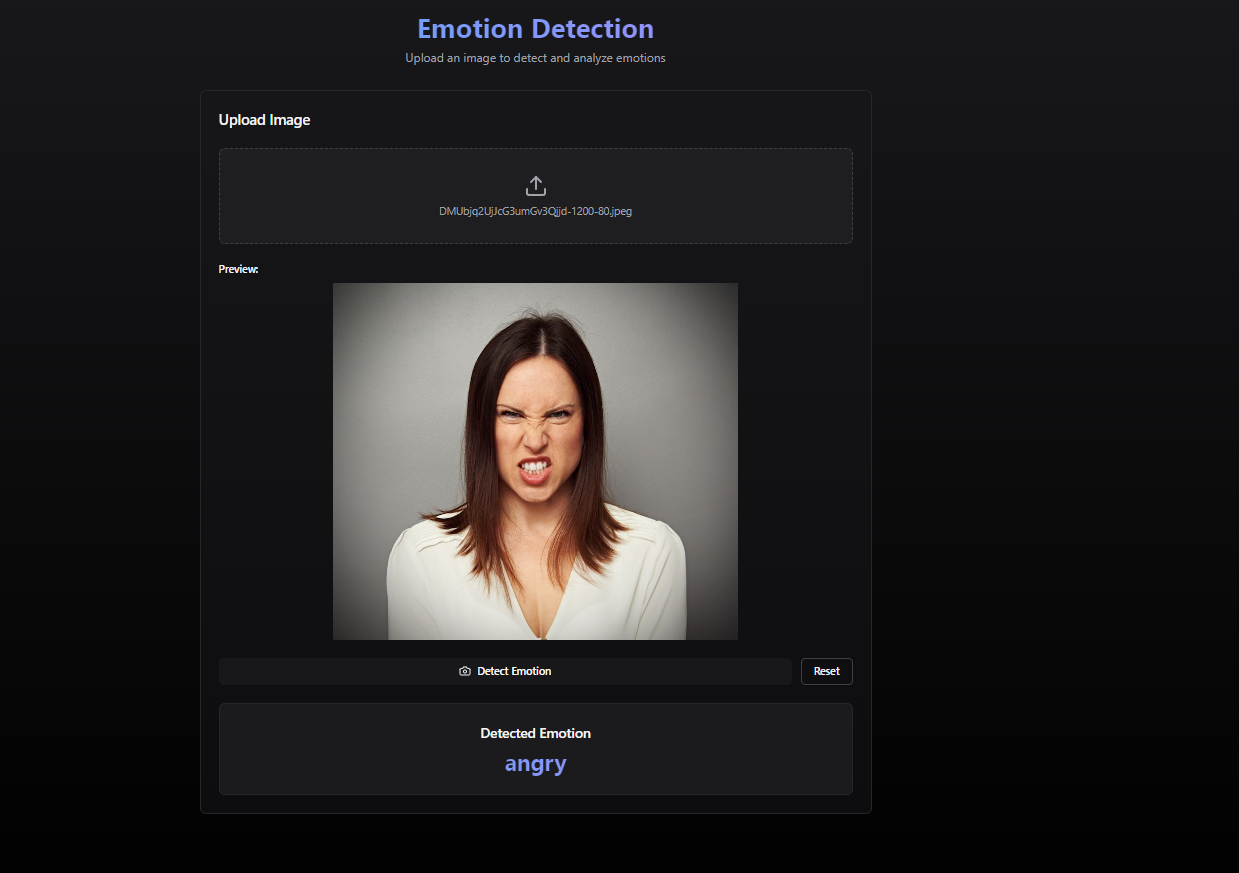 Emotion Detection
Upload an image to detect and analyze emotions
Upload Image
DMUbjq2UjJcG3umGv3Qjjd-1200-80.jpeg
Preview:
Detect Emotion
Reset
Detected Emotion
angry